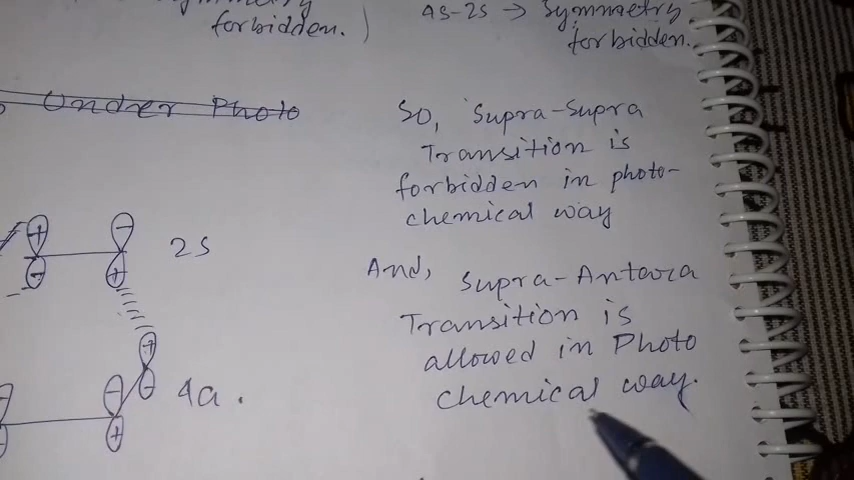 forbidden.)
4s-2s → Symmetry
forbidden.
Under Photo
So, Supra-Supra
Transition is
forbidden in photo-
chemical way
And, Supra-Antara
Transition is
allowed in Photo
chemical way.
+ - 2s
- +
+
- - 4a.
+